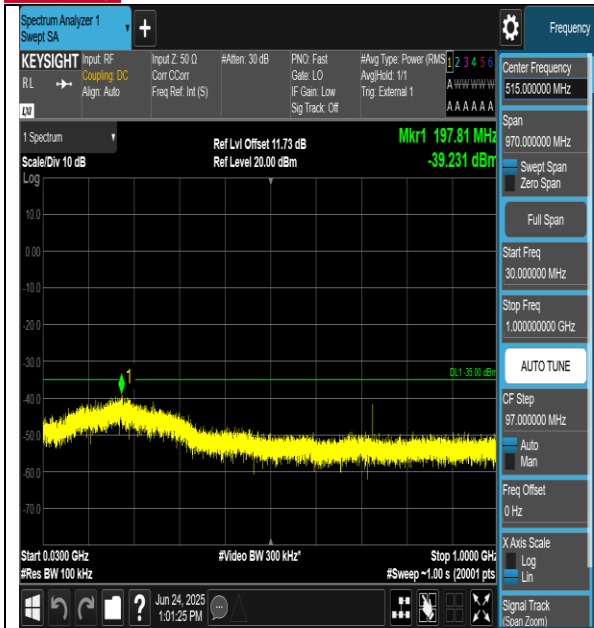 Spectrum Analyzer 1
Swept SA
Frequency
KEYSIGHT
RL
Input: RF
Coupling: DC
Align: Auto
Input Z: 50 Ω
Corr CCorr
Freq Ref: Int (S)
#Atten: 30 dB
PNO: Fast
Gate: LO
IF Gain: Low
Sig Track: Off
#Avg Type: Power (RMS
Avg|Hold: 1/1
Trig: External 1
1 2 3 4 5 6
A W W W W W
A A A A A A
1 Spectrum
Scale/Div 10 dB
Log
Ref Lvl Offset 11.73 dB
Ref Level 20.00 dBm
Mkr1 197.81 MHz
-39.231 dBm
10.0
0.00
-10.0
-20.0
-30.0
-40.0
-50.0
-60.0
-70.0
1
DL1 -35.00 dBm
Start 0.0300 GHz
#Res BW 100 kHz
#Video BW 300 kHz*
Stop 1.0000 GHz
#Sweep ~1.00 s (20001 pts
Center Frequency
515.000000 MHz
Span
970.000000 MHz
Swept Span
Zero Span
Full Span
Start Freq
30.000000 MHz
Stop Freq
1.000000000 GHz
AUTO TUNE
CF Step
97.000000 MHz
Auto
Man
Freq Offset
0 Hz
X Axis Scale
Log
Lin
Signal Track
(Span Zoom)
?
Jun 24, 2025
1:01:25 PM